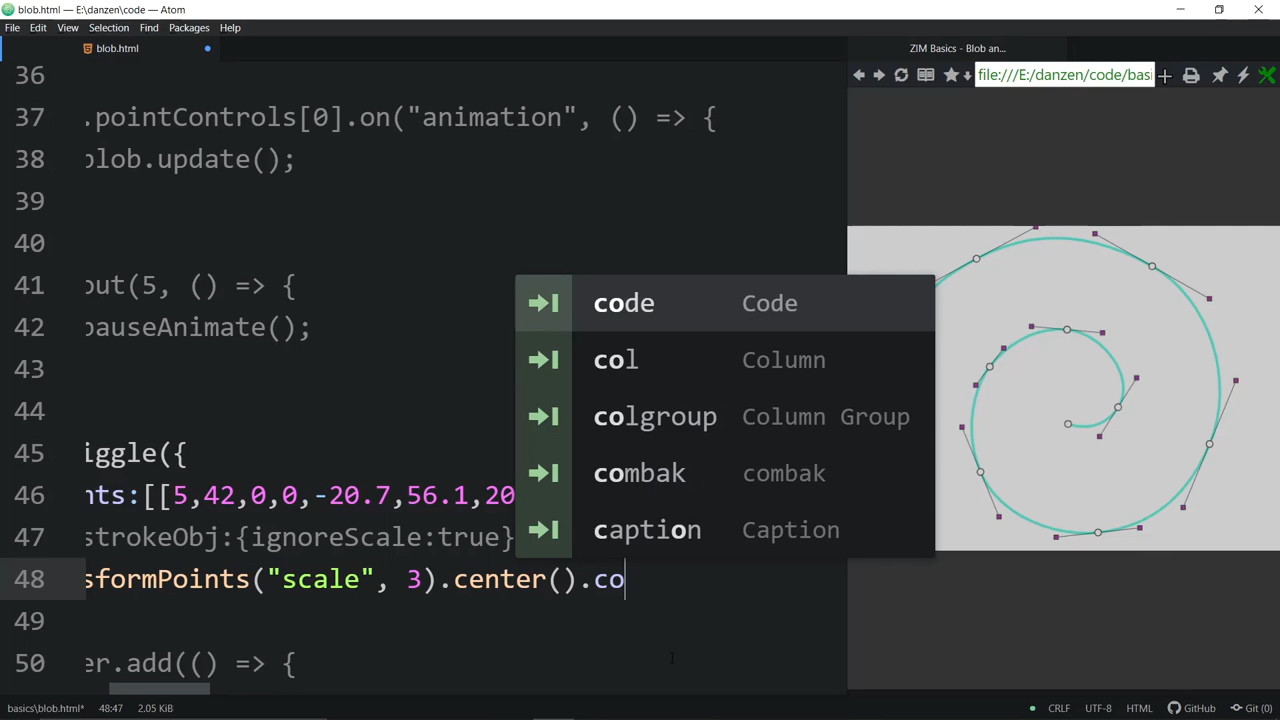 blob.html — E:\danzen\code — Atom
File Edit View Selection Find Packages Help
blob.html
ZIM Basics - Blob an...
file:///E:/danzen/code/basi
36
37 .pointControls[0].on("animation", () => {
38 blob.update();
39
40
41 out(5, () => {
42 pauseAnimate();
43
44
45 iggle({
46 nts:[[5,42,0,0,-20.7,56.1,20
47 strokeObj:{ignoreScale:true}
48 sformPoints("scale", 3).center().co
49
50 er.add(() => {
code Code
col Column
colgroup Column Group
combak combak
caption Caption
basics\blob.html* 48:47 2.05 KiB
CRLF UTF-8 HTML GitHub Git (0)